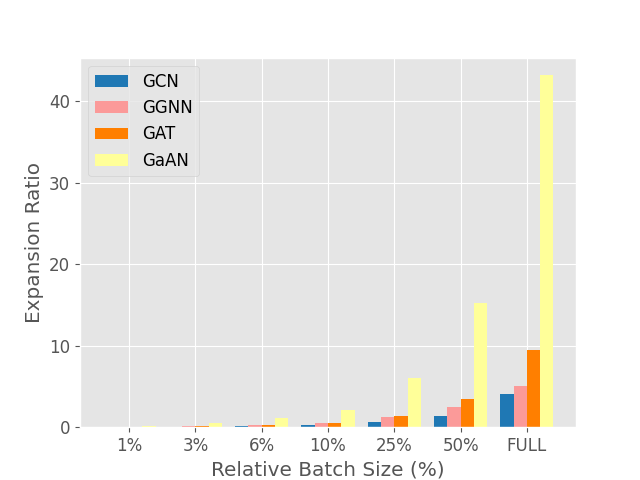 GCN
GGNN
GAT
GaAN
Expansion Ratio
40
30
20
10
0
1% 3% 6% 10% 25% 50% FULL
Relative Batch Size (%)